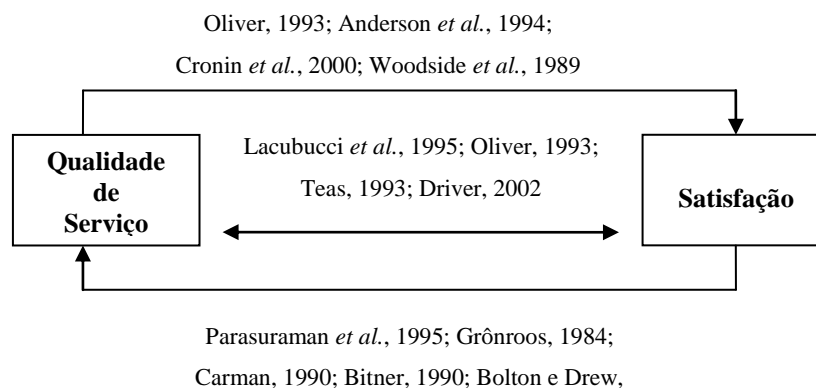 Oliver, 1993; Anderson et al., 1994;
Cronin et al., 2000; Woodside et al., 1989
Qualidade
de
Serviço
Lacubucci et al., 1995; Oliver, 1993;
Teas, 1993; Driver, 2002
Satisfação
Parasuraman et al., 1995; Grônroos, 1984;
Carman, 1990; Bitner, 1990; Bolton e Drew,